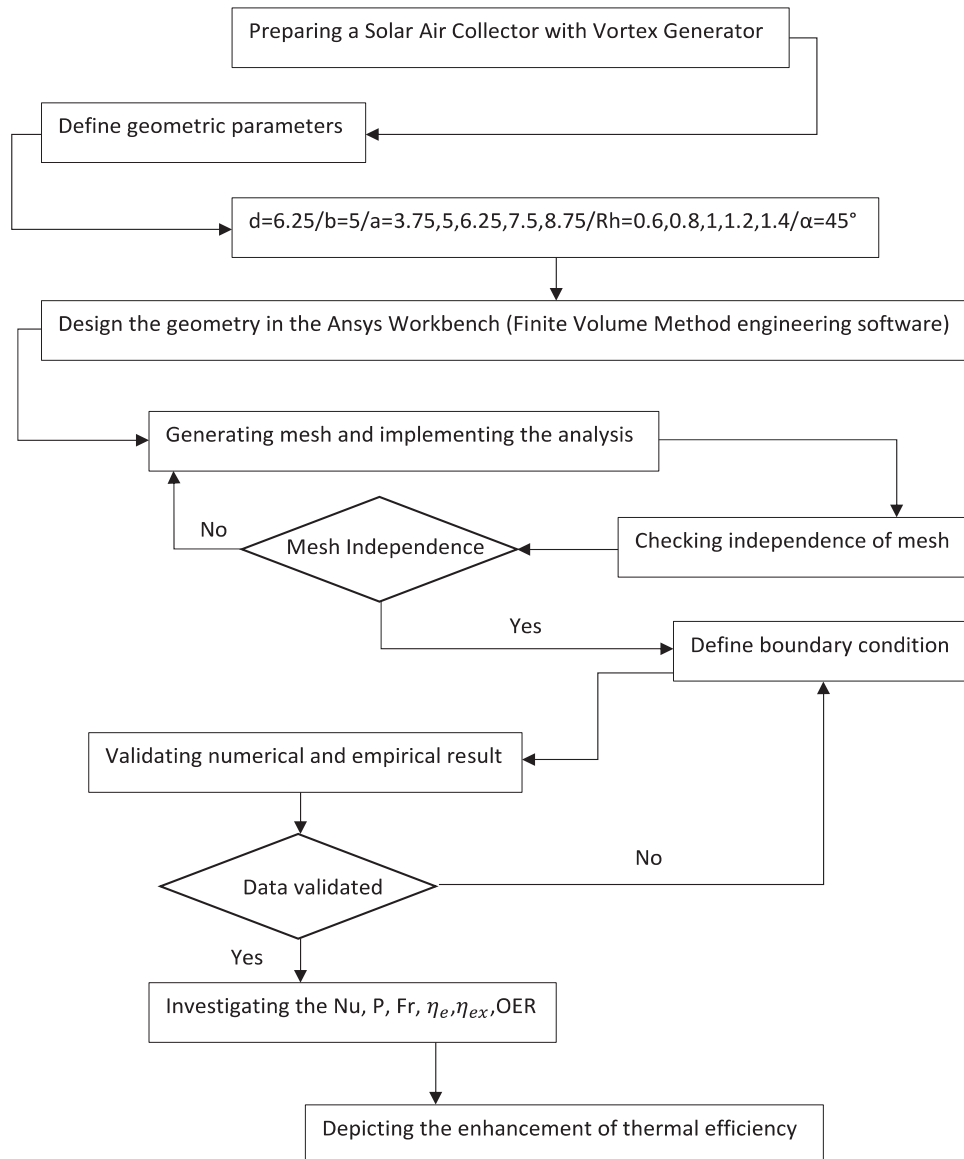 Preparing a Solar Air Collector with Vortex Generator
Define geometric parameters
d=6.25/b=5/a=3.75,5,6.25,7.5,8.75/Rh=0.6,0.8,1,1.2,1.4/α=45°
Design the geometry in the Ansys Workbench (Finite Volume Method engineering software)
Generating mesh and implementing the analysis
No
Mesh Independence
Checking independence of mesh
Yes
Define boundary condition
Validating numerical and empirical result
No
Data validated
Yes
Investigating the Nu, P, Fr, ηₑ,ηₑₓ,OER
Depicting the enhancement of thermal efficiency